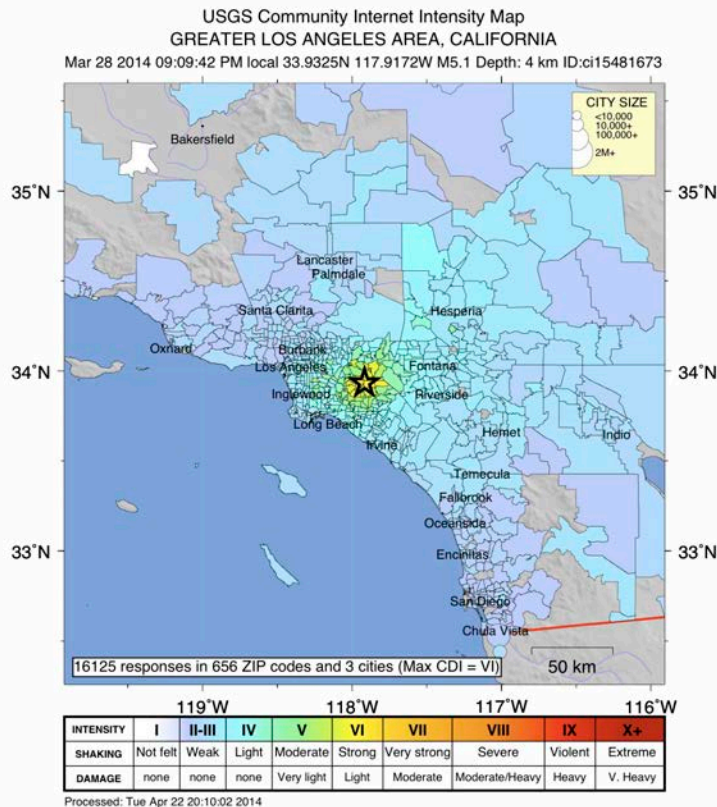 USGS Community Internet Intensity Map
GREATER LOS ANGELES AREA, CALIFORNIA
Mar 28 2014 09:09:42 PM local 33.9325N 117.9172W M5.1 Depth: 4 km ID:ci15481673
CITY SIZE
<10,000
10,000+
100,000+
2M+
Bakersfield
35°N 35°N
Lancaster
Palmdale
Santa Clarita Hesperia
Oxnard Burbank
34°N Los Angeles Fontana 34°N
Inglewood Riverside
Long Beach
Irvine Hemet Indio
Temecula
Fallbrook
Oceanside
33°N Encinitas 33°N
San Diego
Chula Vista
16125 responses in 656 ZIP codes and 3 cities (Max CDI = VI)
50 km
119°W 118°W 117°W 116°W
INTENSITY I II-III IV V VI VII VIII IX X+
SHAKING Not felt Weak Light Moderate Strong Very strong Severe Violent Extreme
DAMAGE none none none Very light Light Moderate Moderate/Heavy Heavy V. Heavy
Processed: Tue Apr 22 20:10:02 2014